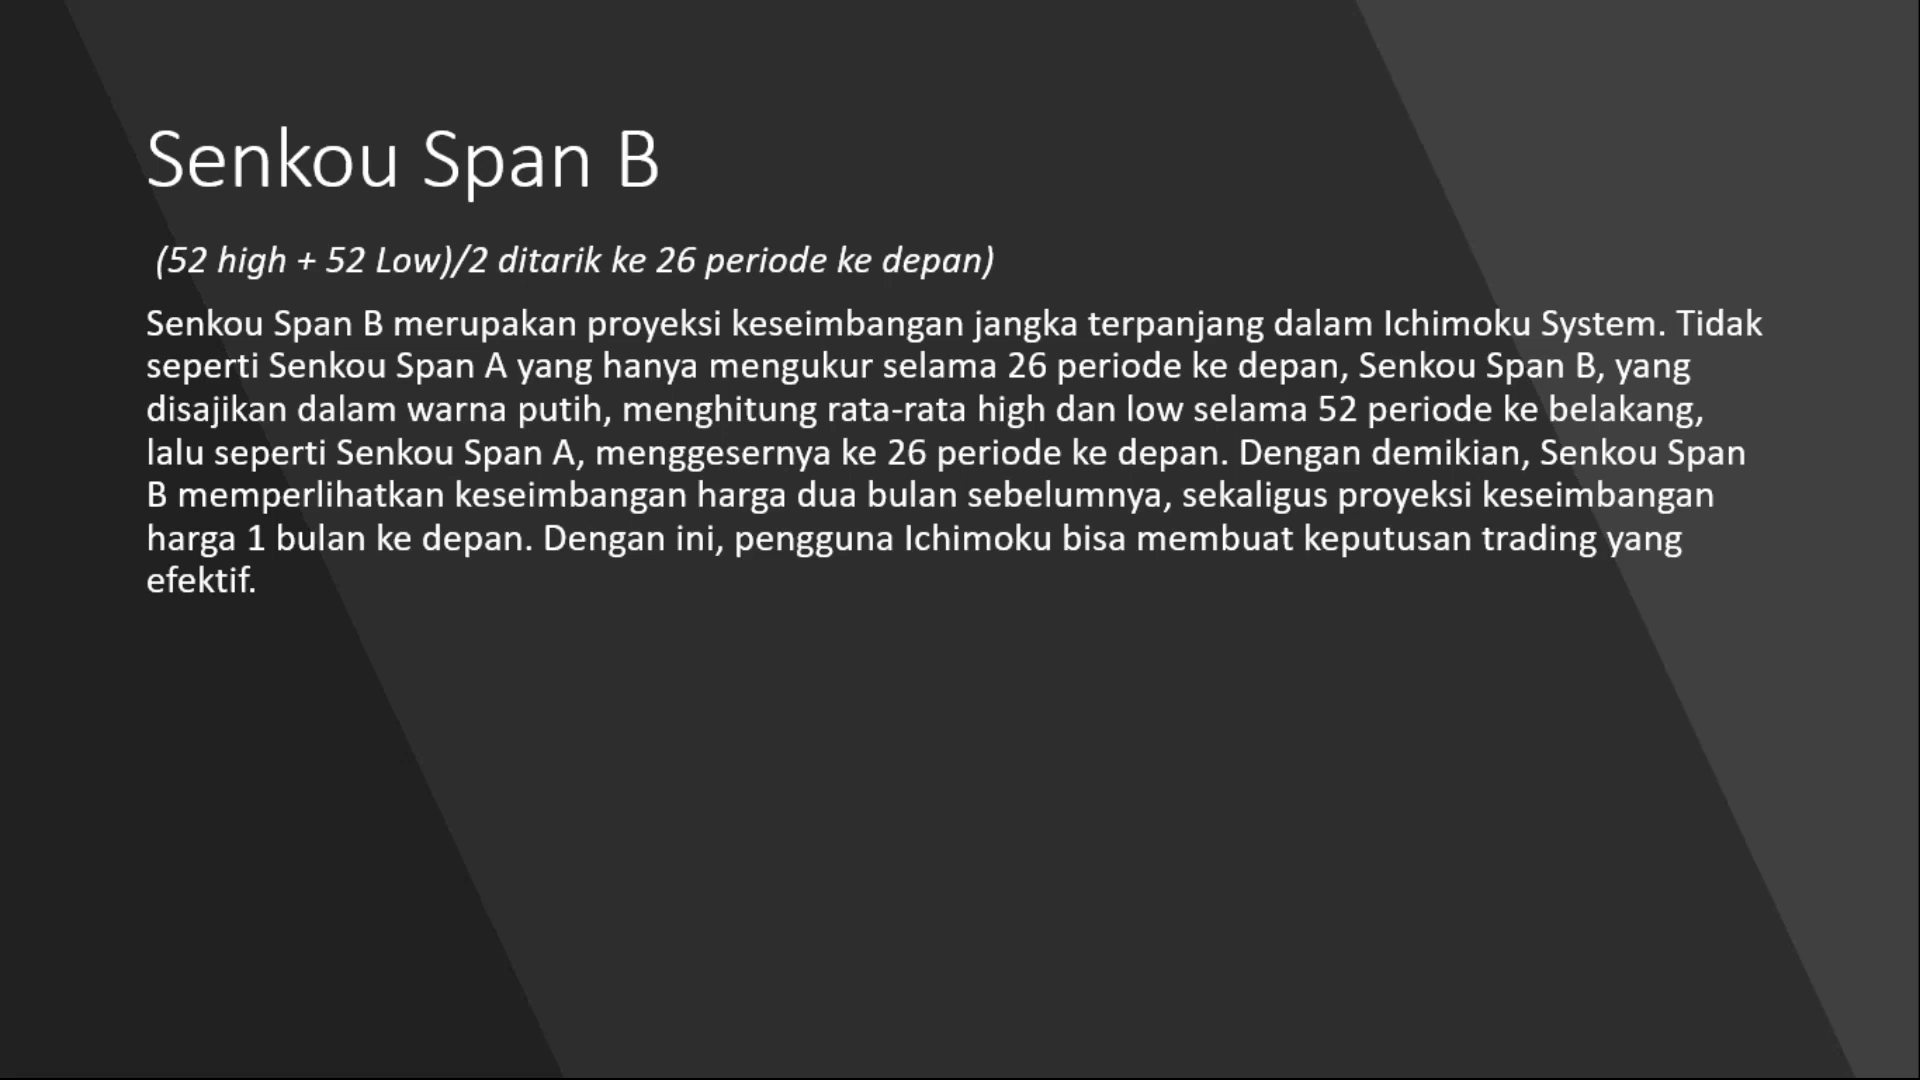 Senkou Span B
(52 high + 52 Low)/2 ditarik ke 26 periode ke depan)
Senkou Span B merupakan proyeksi keseimbangan jangka terpanjang dalam Ichimoku System. Tidak
seperti Senkou Span A yang hanya mengukur selama 26 periode ke depan, Senkou Span B, yang
disajikan dalam warna putih, menghitung rata-rata high dan low selama 52 periode ke belakang,
lalu seperti Senkou Span A, menggesernya ke 26 periode ke depan. Dengan demikian, Senkou Span
B memperlihatkan keseimbangan harga dua bulan sebelumnya, sekaligus proyeksi keseimbangan
harga 1 bulan ke depan. Dengan ini, pengguna Ichimoku bisa membuat keputusan trading yang
efektif.